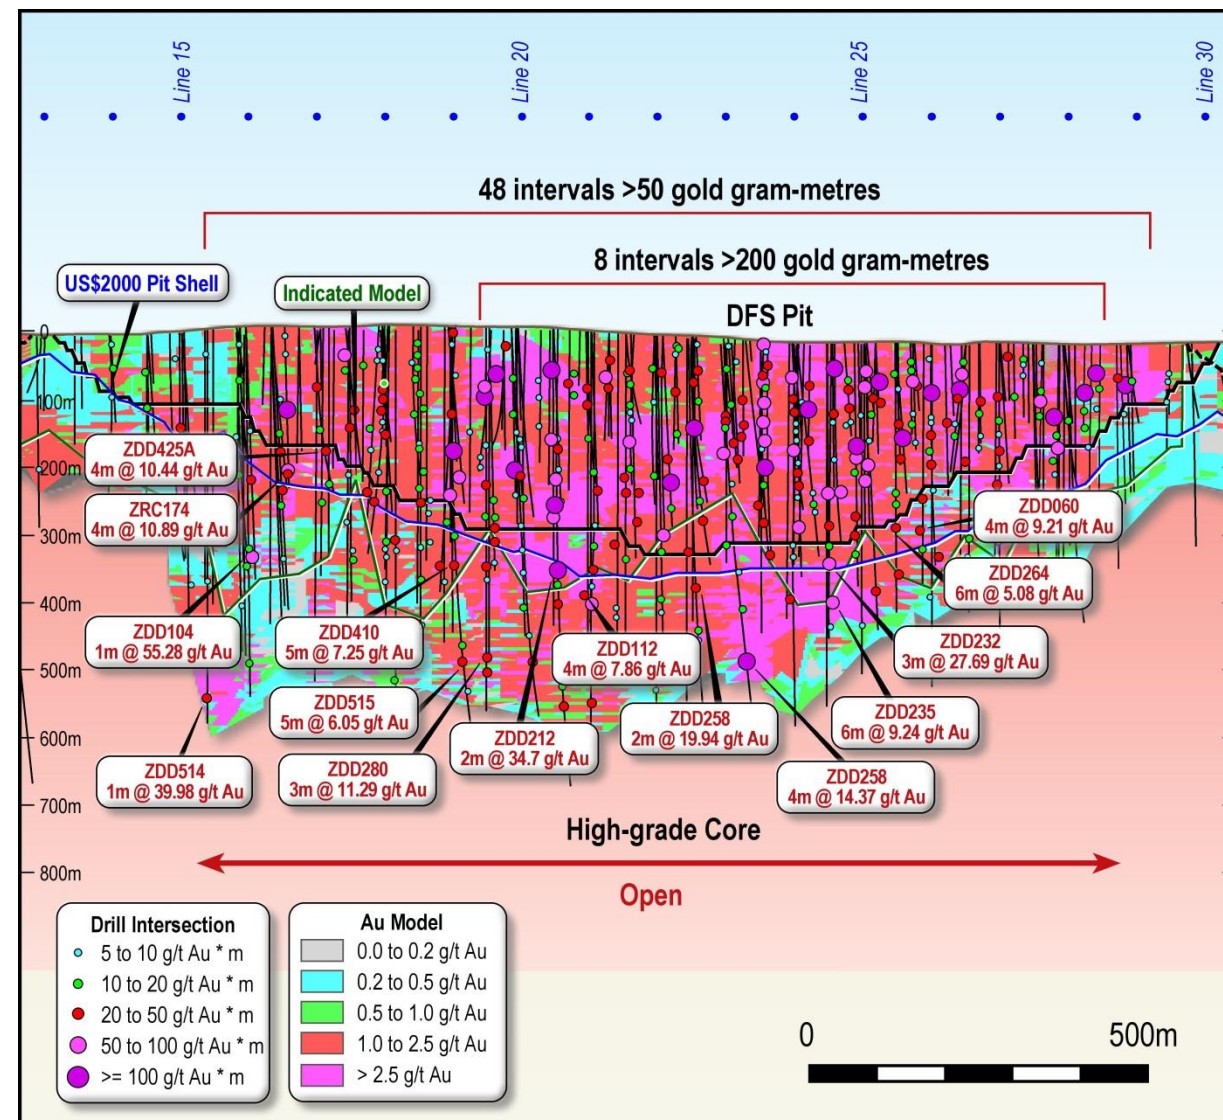 Line 15
Line 20
Line 25
Line 30
48 intervals >50 gold gram-metres
8 intervals >200 gold gram-metres
US$2000 Pit Shell
Indicated Model
DFS Pit
0
100m
200m
300m
400m
500m
600m
700m
800m
ZDD425A
4m @ 10.44 g/t Au
ZRC174
4m @ 10.89 g/t Au
ZDD104
1m @ 55.28 g/t Au
ZDD514
1m @ 39.98 g/t Au
ZDD410
5m @ 7.25 g/t Au
ZDD515
5m @ 6.05 g/t Au
ZDD280
3m @ 11.29 g/t Au
ZDD212
2m @ 34.7 g/t Au
ZDD112
4m @ 7.86 g/t Au
ZDD258
2m @ 19.94 g/t Au
ZDD258
4m @ 14.37 g/t Au
ZDD235
6m @ 9.24 g/t Au
ZDD232
3m @ 27.69 g/t Au
ZDD264
6m @ 5.08 g/t Au
ZDD060
4m @ 9.21 g/t Au
High-grade Core
Open
Drill Intersection
5 to 10 g/t Au * m
10 to 20 g/t Au * m
20 to 50 g/t Au * m
50 to 100 g/t Au * m
>= 100 g/t Au * m
Au Model
0.0 to 0.2 g/t Au
0.2 to 0.5 g/t Au
0.5 to 1.0 g/t Au
1.0 to 2.5 g/t Au
> 2.5 g/t Au
0 500m